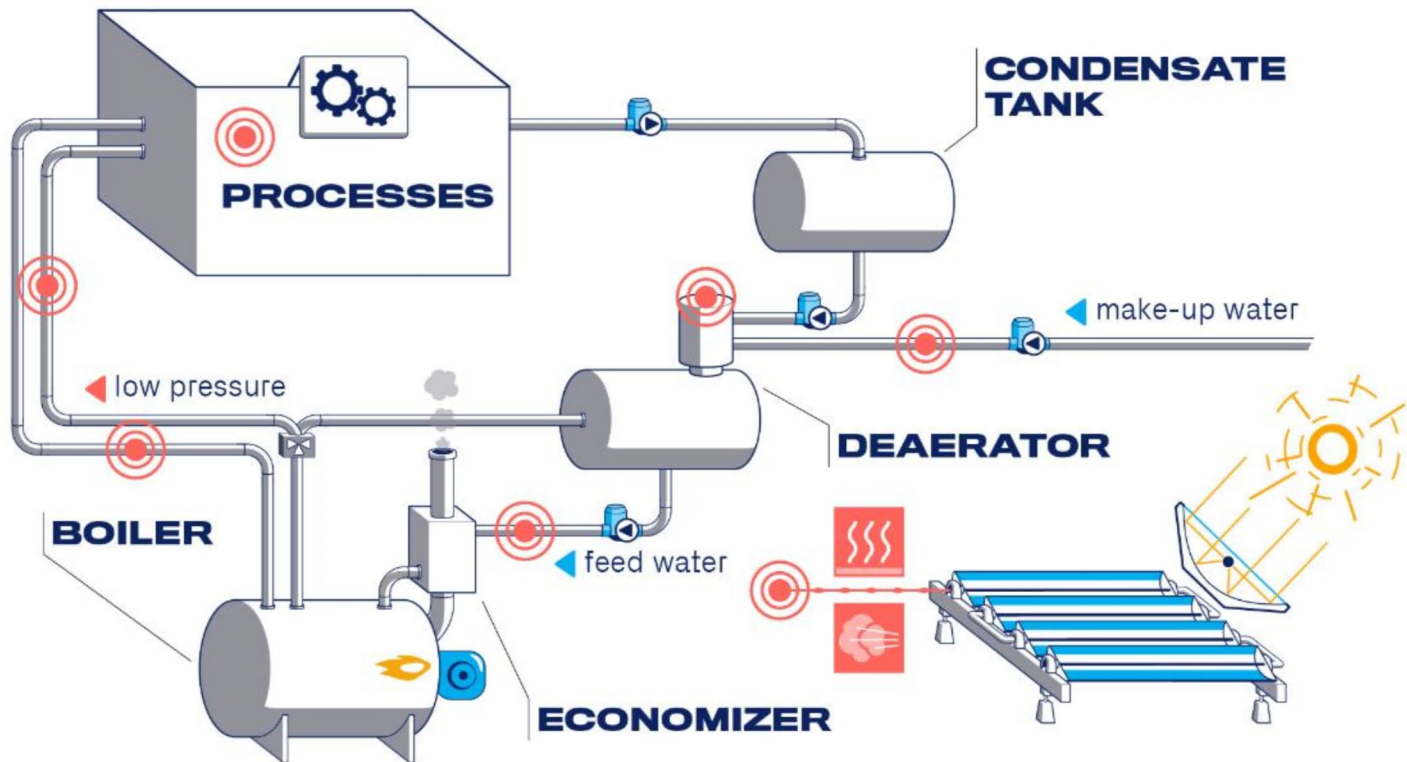 CONDENSATE
TANK
PROCESSES
make-up water
low pressure
DEAERATOR
BOILER
feed water
ECONOMIZER